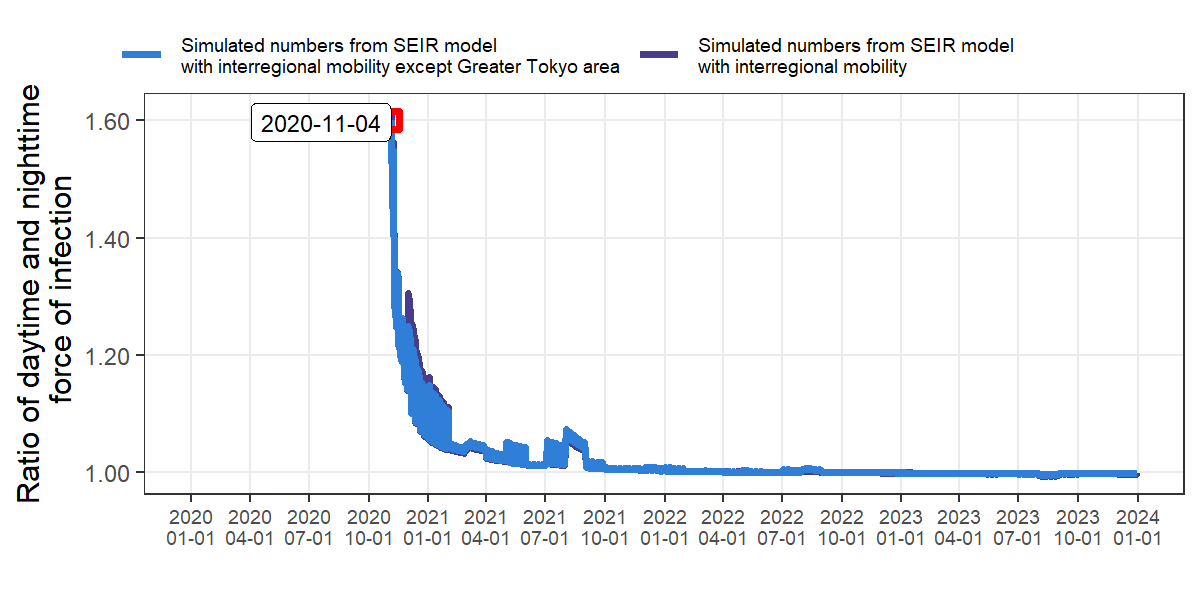 Simulated numbers from SEIR model
with interregional mobility except Greater Tokyo area
Simulated numbers from SEIR model
with interregional mobility
Ratio of daytime and nighttime
force of infection
1.60
1.40
1.20
1.00
2020-11-04
2020 2020 2020 2020 2021 2021 2021 2021 2022 2022 2022 2022 2023 2023 2023 2023 2024
01-01 04-01 07-01 10-01 01-01 04-01 07-01 10-01 01-01 04-01 07-01 10-01 01-01 04-01 07-01 10-01 01-01